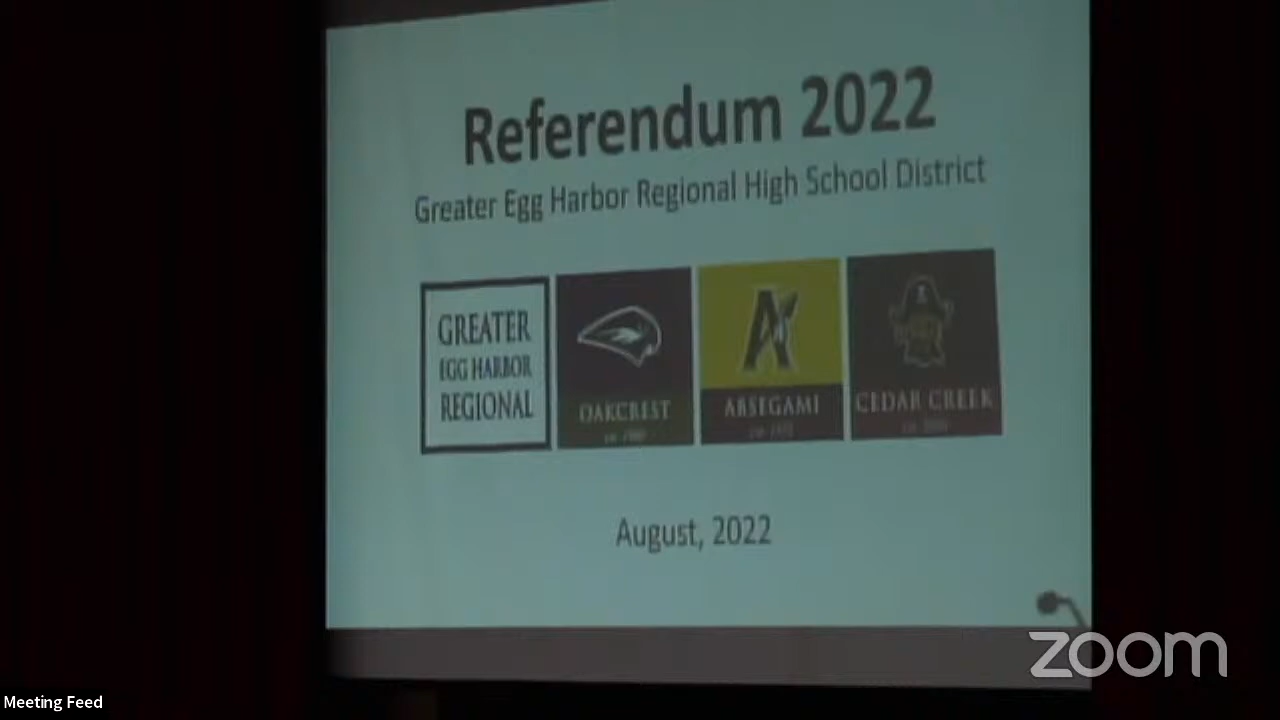 Referendum 2022
Greater Egg Harbor Regional High School District
GREATER
EGG HARBOR
REGIONAL
OAKCREST
ABSEGAMI
CEDAR CREEK
August, 2022
zoom
Meeting Feed